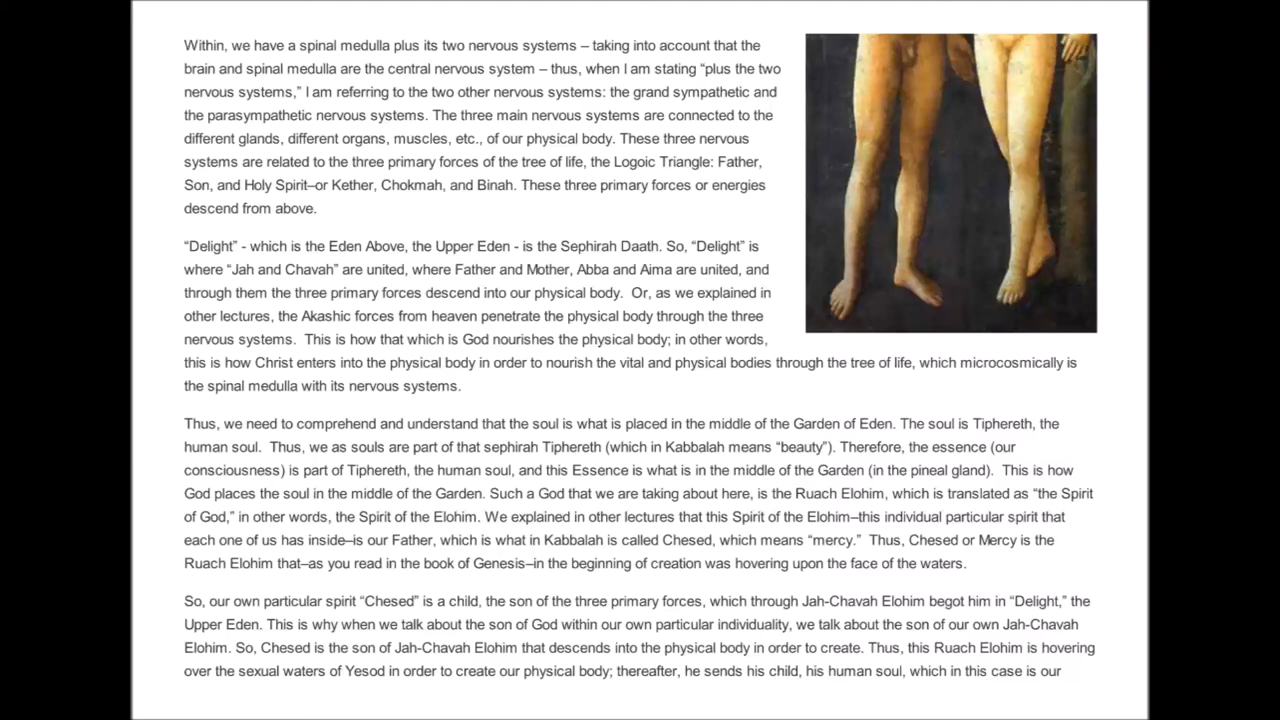 Within, we have a spinal medulla plus its two nervous systems – taking into account that the
brain and spinal medulla are the central nervous system – thus, when I am stating “plus the two
nervous systems,” I am referring to the two other nervous systems: the grand sympathetic and
the parasympathetic nervous systems. The three main nervous systems are connected to the
different glands, different organs, muscles, etc., of our physical body. These three nervous
systems are related to the three primary forces of the tree of life, the Logoic Triangle: Father,
Son, and Holy Spirit–or Kether, Chokmah, and Binah. These three primary forces or energies
descend from above.
“Delight” - which is the Eden Above, the Upper Eden - is the Sephirah Daath. So, “Delight” is
where “Jah and Chavah” are united, where Father and Mother, Abba and Aima are united, and
through them the three primary forces descend into our physical body.  Or, as we explained in
other lectures, the Akashic forces from heaven penetrate the physical body through the three
nervous systems.  This is how that which is God nourishes the physical body; in other words,
this is how Christ enters into the physical body in order to nourish the vital and physical bodies through the tree of life, which microcosmically is
the spinal medulla with its nervous systems.
Thus, we need to comprehend and understand that the soul is what is placed in the middle of the Garden of Eden. The soul is Tiphereth, the
human soul.  Thus, we as souls are part of that sephirah Tiphereth (which in Kabbalah means “beauty”). Therefore, the essence (our
consciousness) is part of Tiphereth, the human soul, and this Essence is what is in the middle of the Garden (in the pineal gland).  This is how
God places the soul in the middle of the Garden. Such a God that we are taking about here, is the Ruach Elohim, which is translated as “the Spirit
of God,” in other words, the Spirit of the Elohim. We explained in other lectures that this Spirit of the Elohim–this individual particular spirit that
each one of us has inside–is our Father, which is what in Kabbalah is called Chesed, which means “mercy.”  Thus, Chesed or Mercy is the
Ruach Elohim that–as you read in the book of Genesis–in the beginning of creation was hovering upon the face of the waters.
So, our own particular spirit “Chesed” is a child, the son of the three primary forces, which through Jah-Chavah Elohim begot him in “Delight,” the
Upper Eden. This is why when we talk about the son of God within our own particular individuality, we talk about the son of our own Jah-Chavah
Elohim. So, Chesed is the son of Jah-Chavah Elohim that descends into the physical body in order to create. Thus, this Ruach Elohim is hovering
over the sexual waters of Yesod in order to create our physical body; thereafter, he sends his child, his human soul, which in this case is our